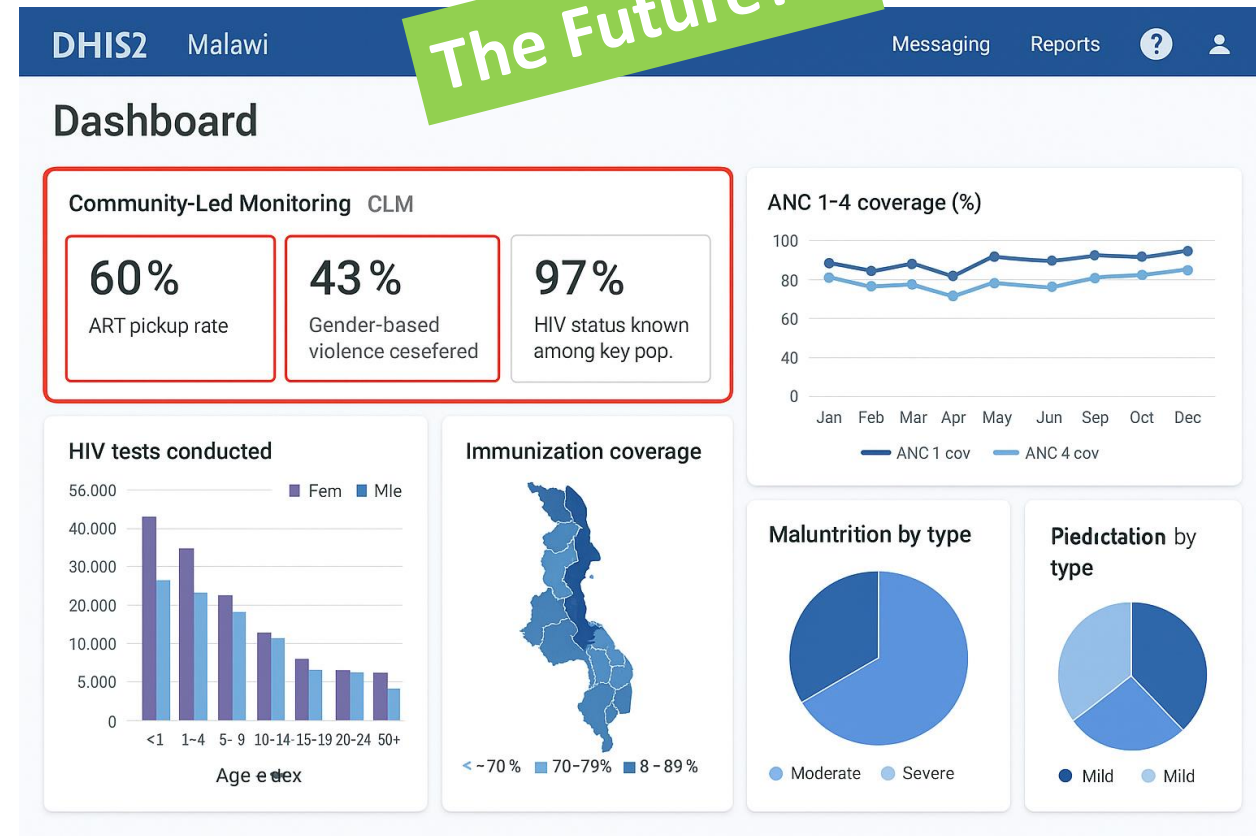 The Future?
DHIS2 Malawi
Messaging Reports ?
Dashboard
Community-Led Monitoring CLM
60%
ART pickup rate
43%
Gender-based
violence cesefered
97%
HIV status known
among key pop.
ANC 1-4 coverage (%)
100
80
60
40
0
Jan Feb Mar Apr May Jun Sep Oct Dec
ANC 1 cov ANC 4 cov
HIV tests conducted
Fem Mle
56.000
40.000
30.000
20.000
10.000
5.000
0
<1 1-4 5-9 10-14-15-19 20-24 50+
Age
Immunization coverage
< ~70% 70-79% 8-89%
Maluntrition by type
Moderate Severe
Piedictation by
type
Mild Mild